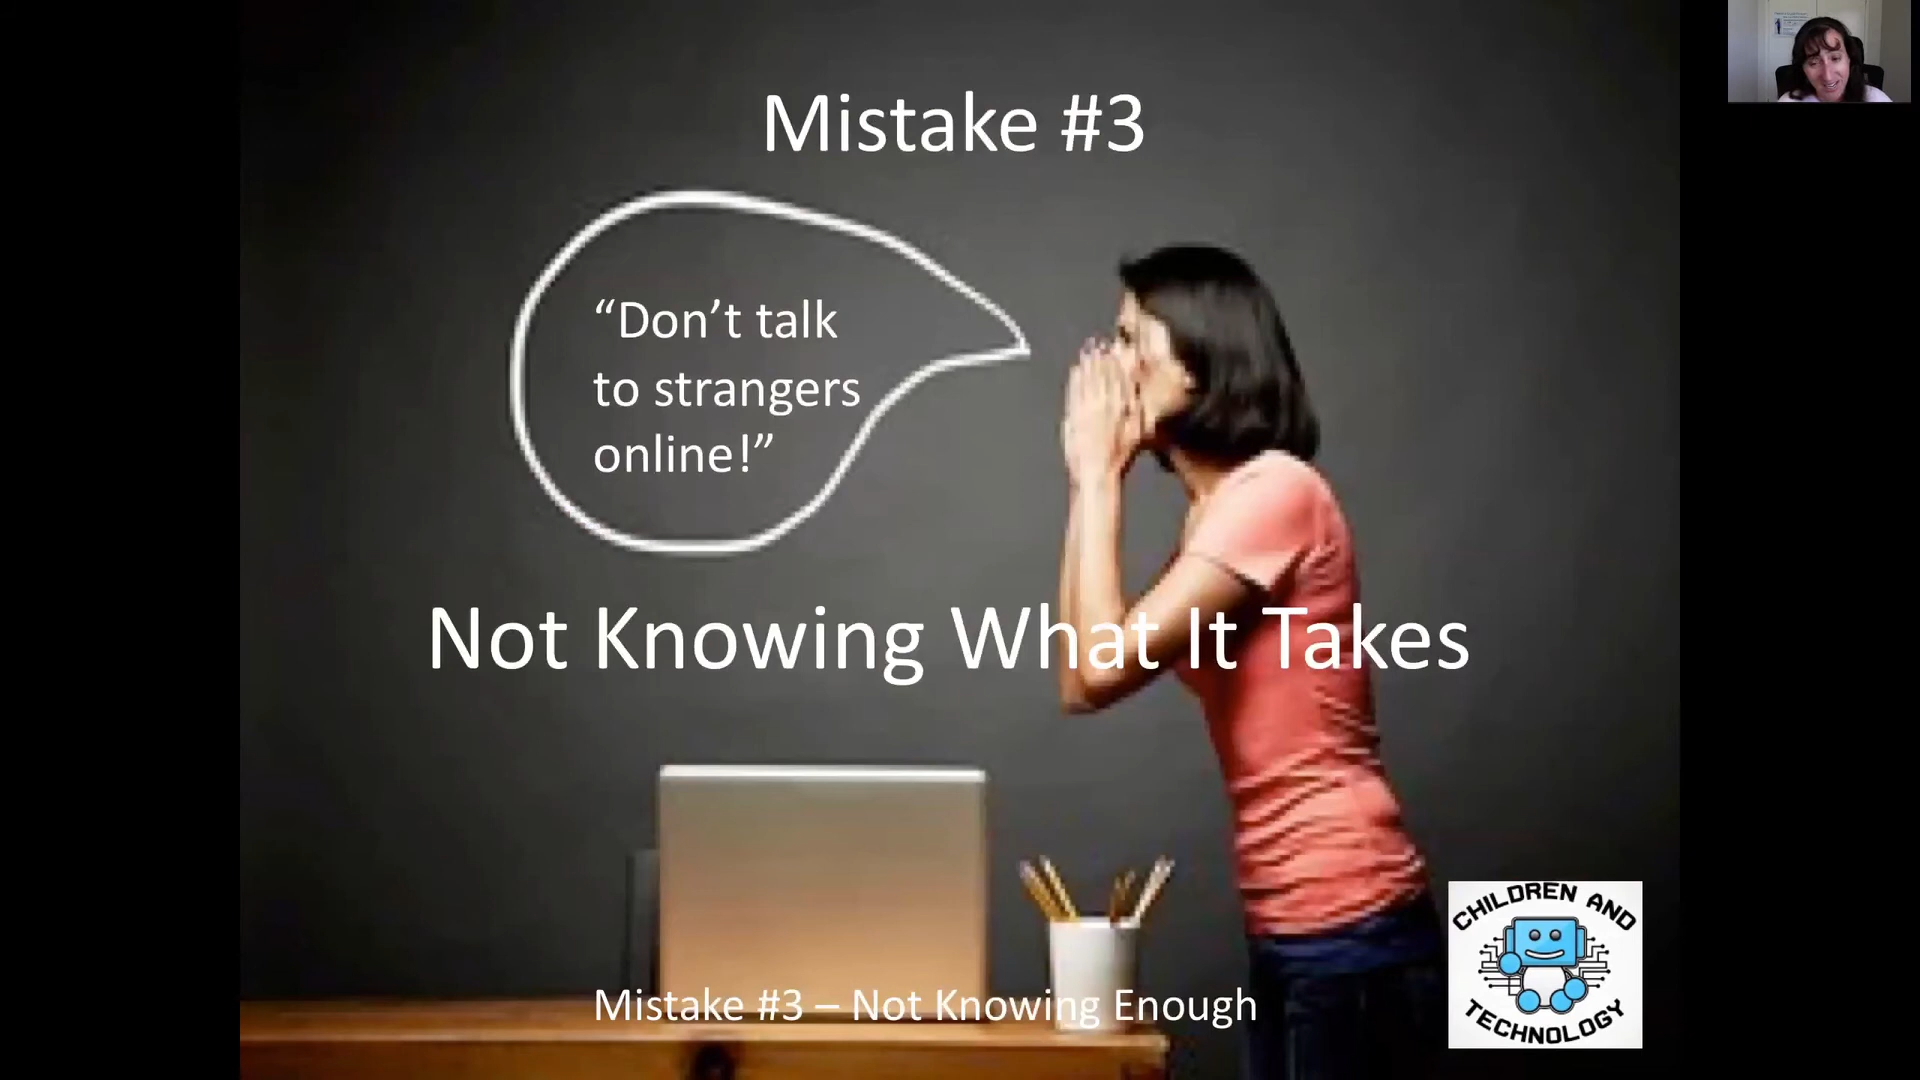 Mistake #3
“Don’t talk
to strangers
online!”
Not Knowing What It Takes
Mistake #3 – Not Knowing Enough
CHILDREN AND
TECHNOLOGY